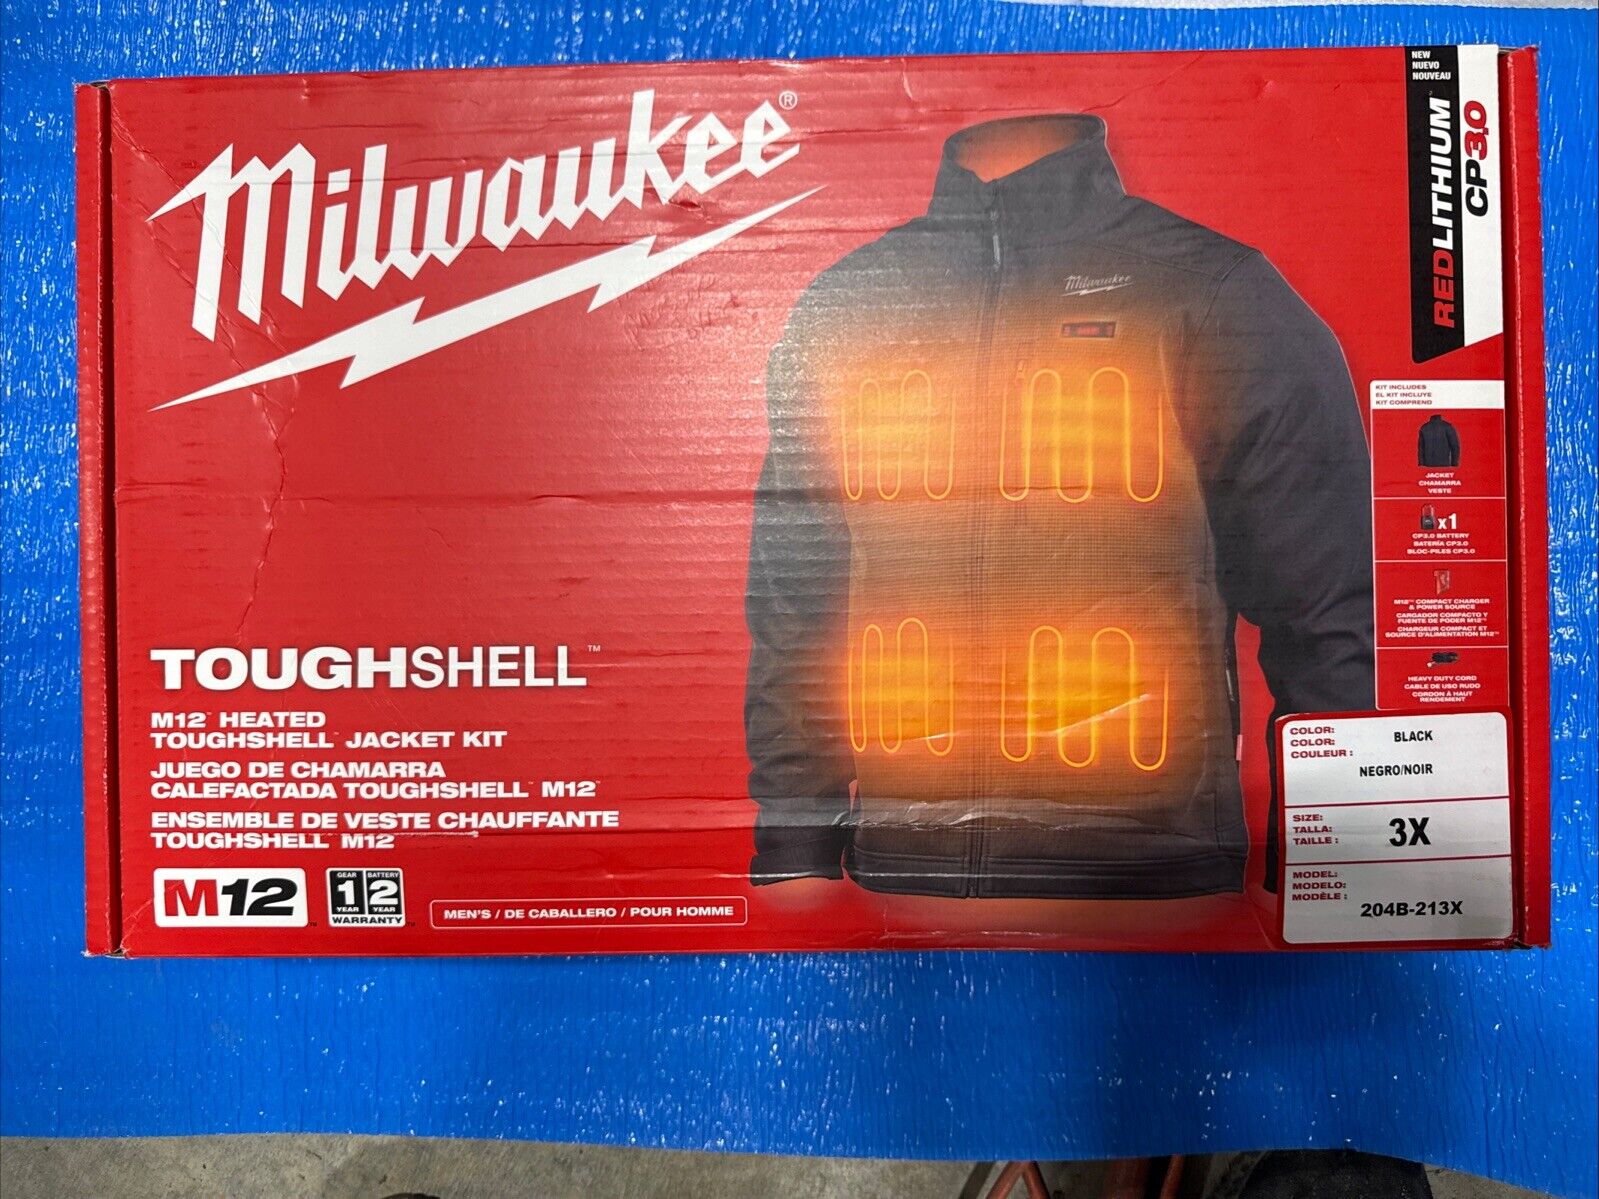 Milwaukee®
TOUGHSHELL™
M12™ HEATED
TOUGHSHELL™ JACKET KIT
JUEGO DE CHAMARRA
CALEFACTADA TOUGHSHELL™ M12™
ENSEMBLE DE VESTE CHAUFFANTE
TOUGHSHELL™ M12™
M12™
GEAR BATTERY
1 2
YEAR YEAR
WARRANTY™
MEN'S / DE CABALLERO / POUR HOMME
Milwaukee
NEW
NUEVO
NOUVEAU
REDLITHIUM™
CP3.0
KIT INCLUDES
EL KIT INCLUYE
KIT COMPREND
JACKET
CHAMARRA
VESTE
x1
CP3.0 BATTERY
BATERÍA CP3.0
BLOC-PILES CP3.0
M12™ COMPACT CHARGER
& POWER SOURCE
CARGADOR COMPACTO Y
FUENTE DE PODER M12™
CHARGEUR COMPACT ET
SOURCE D'ALIMENTATION M12™
HEAVY DUTY CORD
CABLE DE USO RUDO
CORDON À HAUT
RENDEMENT
COLOR:
COLOR: BLACK
COULEUR :
NEGRO/NOIR
SIZE:
TALLA: 3X
TAILLE :
MODEL:
MODELO:
MODÈLE : 204B-213X